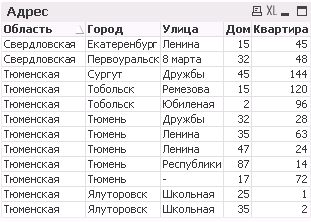 Адрес XL
Область Город Улица Дом Квартира
Свердловская Екатеренбург Ленина 15 45
Свердловская Первоуральск 8 марта 32 48
Тюменская Сургут Дружбы 45 144
Тюменская Тобольск Ремезова 15 120
Тюменская Тобольск Юбиленая 2 96
Тюменская Тюмень Дружбы 32 28
Тюменская Тюмень Ленина 35 63
Тюменская Тюмень Ленина 47 24
Тюменская Тюмень Республики 87 14
Тюменская Тюмень - 17 72
Тюменская Ялуторовск Школьная 25 1
Тюменская Ялуторовск Школьная 35 2